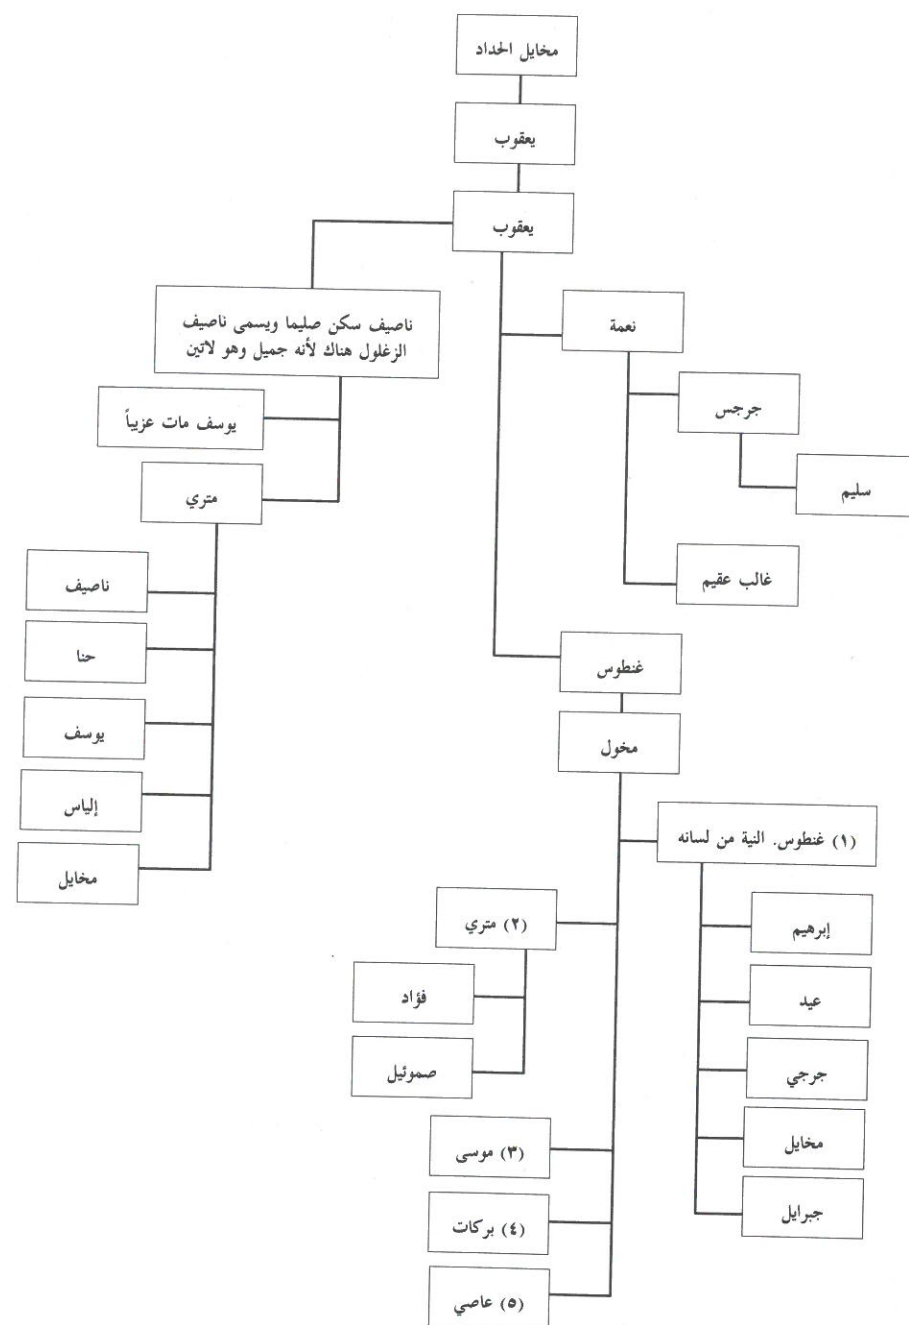 مخايل الحداد
يعقوب
يعقوب
نعمة
جرجس
سليم
غالب عقيم
ناصيف سكن صليما ويسمى ناصيف
الزغلول هناك لأنه جميل وهو لاتين
يوسف مات عزيباً
متري
ناصيف
حنا
يوسف
إلياس
مخايل
غنطوس
مخول
(١) غنطوس. النية من لسانه
إبرهيم
عيد
جرجي
مخايل
جبرايل
(٢) متري
فؤاد
صموئيل
(٣) موسى
(٤) بركات
(٥) عاصي